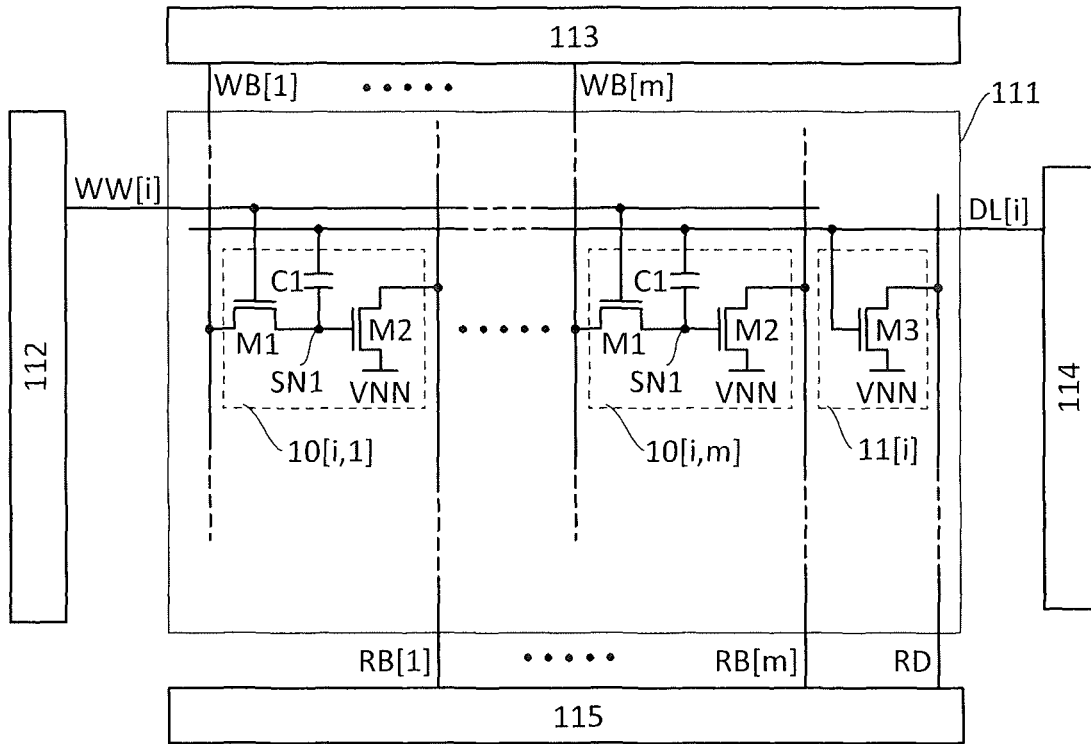 113
WB[1]
WB[m]
111
WW[i]
DL[i]
C1
C1
M1
M2
M1
M2
M3
SN1
VNN
SN1
VNN
VNN
112
114
10[i,1]
10[i,m]
11[i]
RB[1]
RB[m]
RD
115